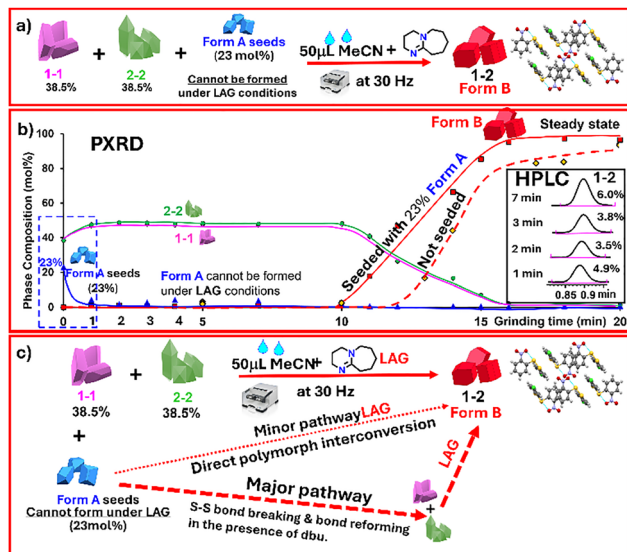 a)
1-1
38.5%
+
2-2
38.5%
+
Form A seeds
(23 mol%)
Cannot be formed
under LAG conditions
50µL MeCN +
at 30 Hz
1-2
Form B
b)
PXRD
Phase Composition (mol%)
100
80
60
40
20
0
23%
Form A seeds
(23%)
2-2
1-1
Form A cannot be formed
under LAG conditions
Seeded with 23% Form A
Not seeded
Form B
Steady state
HPLC 1-2
7 min 6.0%
3 min 3.8%
2 min 3.5%
1 min 4.9%
0.85 0.9 min
0 1 2 3 4 5 10 15 20
Grinding time (min)
c)
1-1
38.5%
+
2-2
38.5%
50µL MeCN+ LAG
at 30 Hz
1-2
Form B
+
Minor pathway LAG
Direct polymorph interconversion
Form A seeds
Cannot form under LAG
(23mol%)
Major pathway
S-S bond breaking & bond reforming
in the presence of dbu.
+
LAG